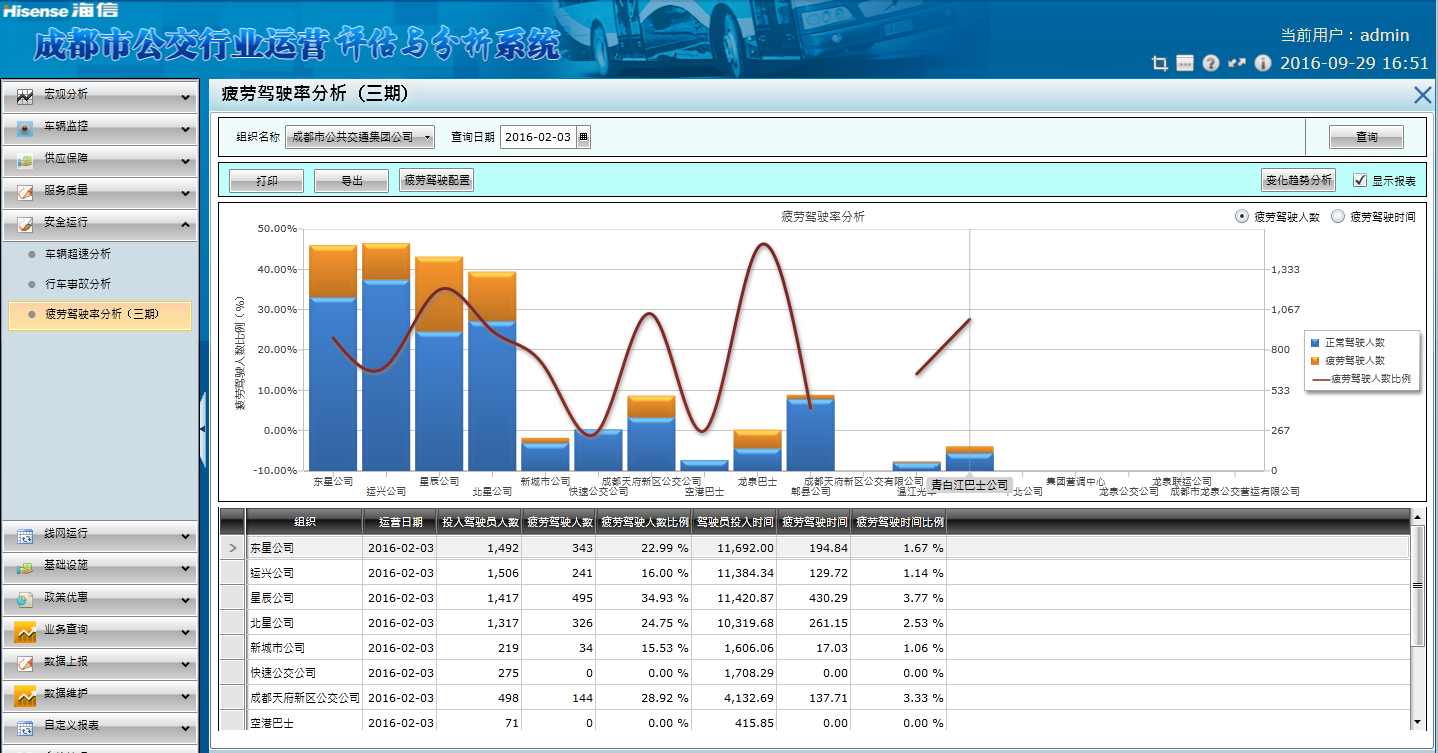 Hisense 海信
成都市公交行业运营评估与分析系统
当前用户：admin
2016-09-29 16:51
宏观分析
车辆监控
供应保障
服务质量
安全运行
车辆超速分析
行车事故分析
疲劳驾驶率分析（三期）
线网运行
基础设施
政策优惠
业务查询
数据上报
数据维护
自定义报表
疲劳驾驶率分析（三期）
组织名称 成都市公共交通集团公司 查询日期 2016-02-03 查询
打印 导出 疲劳驾驶配置 变化趋势分析 显示报表
疲劳驾驶率分析
疲劳驾驶人数 疲劳驾驶时间
疲劳驾驶人数比例（%）
50.00%
40.00%
30.00%
20.00%
10.00%
0.00%
-10.00%
1,333
1,067
800
533
267
0
正常驾驶人数
疲劳驾驶人数
疲劳驾驶人数比例
东星公司 星辰公司 新城市公司 成都天府新区公交公司 龙泉巴士 成都天府新区公交有限公司 青白江巴士公司 集团营调中心 龙泉联运公司
运兴公司 北星公司 快速公交公司 空港巴士 郫县公司 温江光华 北公司 龙泉公交公司 成都市龙泉公交营运有限公司
组织 运营日期 投入驾驶员人数 疲劳驾驶人数 疲劳驾驶人数比例 驾驶员投入时间 疲劳驾驶时间 疲劳驾驶时间比例
东星公司 2016-02-03 1,492 343 22.99 % 11,692.00 194.84 1.67 %
运兴公司 2016-02-03 1,506 241 16.00 % 11,384.34 129.72 1.14 %
星辰公司 2016-02-03 1,417 495 34.93 % 11,420.87 430.29 3.77 %
北星公司 2016-02-03 1,317 326 24.75 % 10,319.68 261.15 2.53 %
新城市公司 2016-02-03 219 34 15.53 % 1,606.06 17.03 1.06 %
快速公交公司 2016-02-03 275 0 0.00 % 1,708.29 0.00 0.00 %
成都天府新区公交公司 2016-02-03 498 144 28.92 % 4,132.69 137.71 3.33 %
空港巴士 2016-02-03 71 0 0.00 % 415.85 0.00 0.00 %